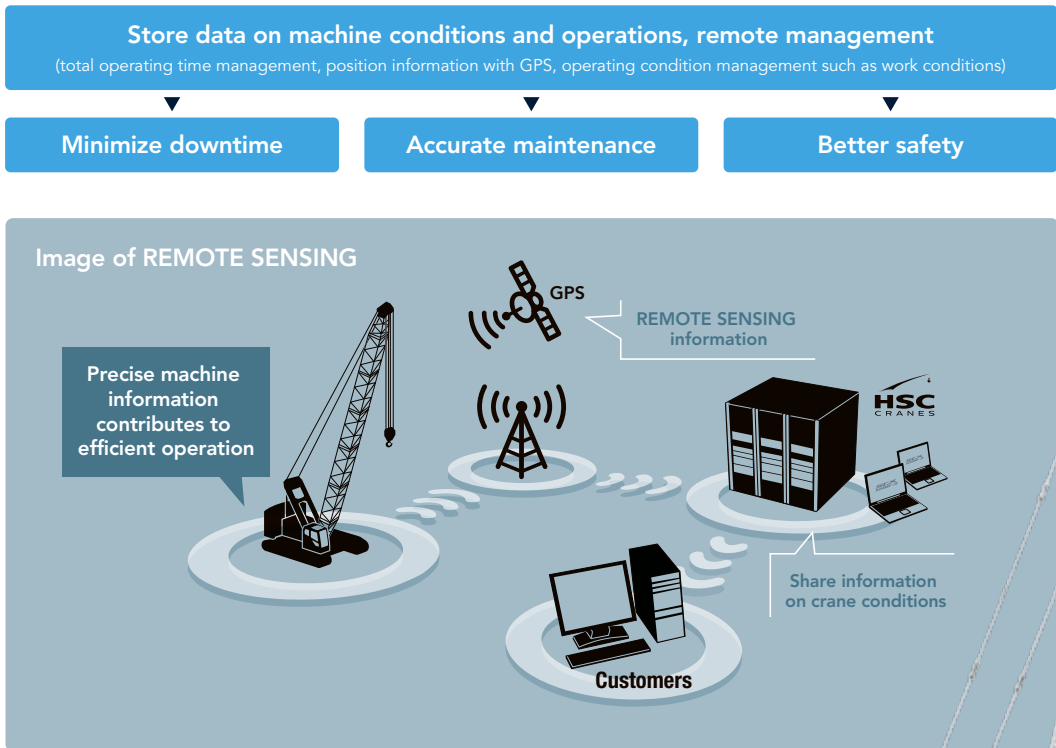 Store data on machine conditions and operations, remote management
(total operating time management, position information with GPS, operating condition management such as work conditions)
Minimize downtime
Accurate maintenance
Better safety
Image of REMOTE SENSING
GPS
REMOTE SENSING
information
Precise machine
information
contributes to
efficient operation
HSC
CRANES
Share information
on crane conditions
Customers